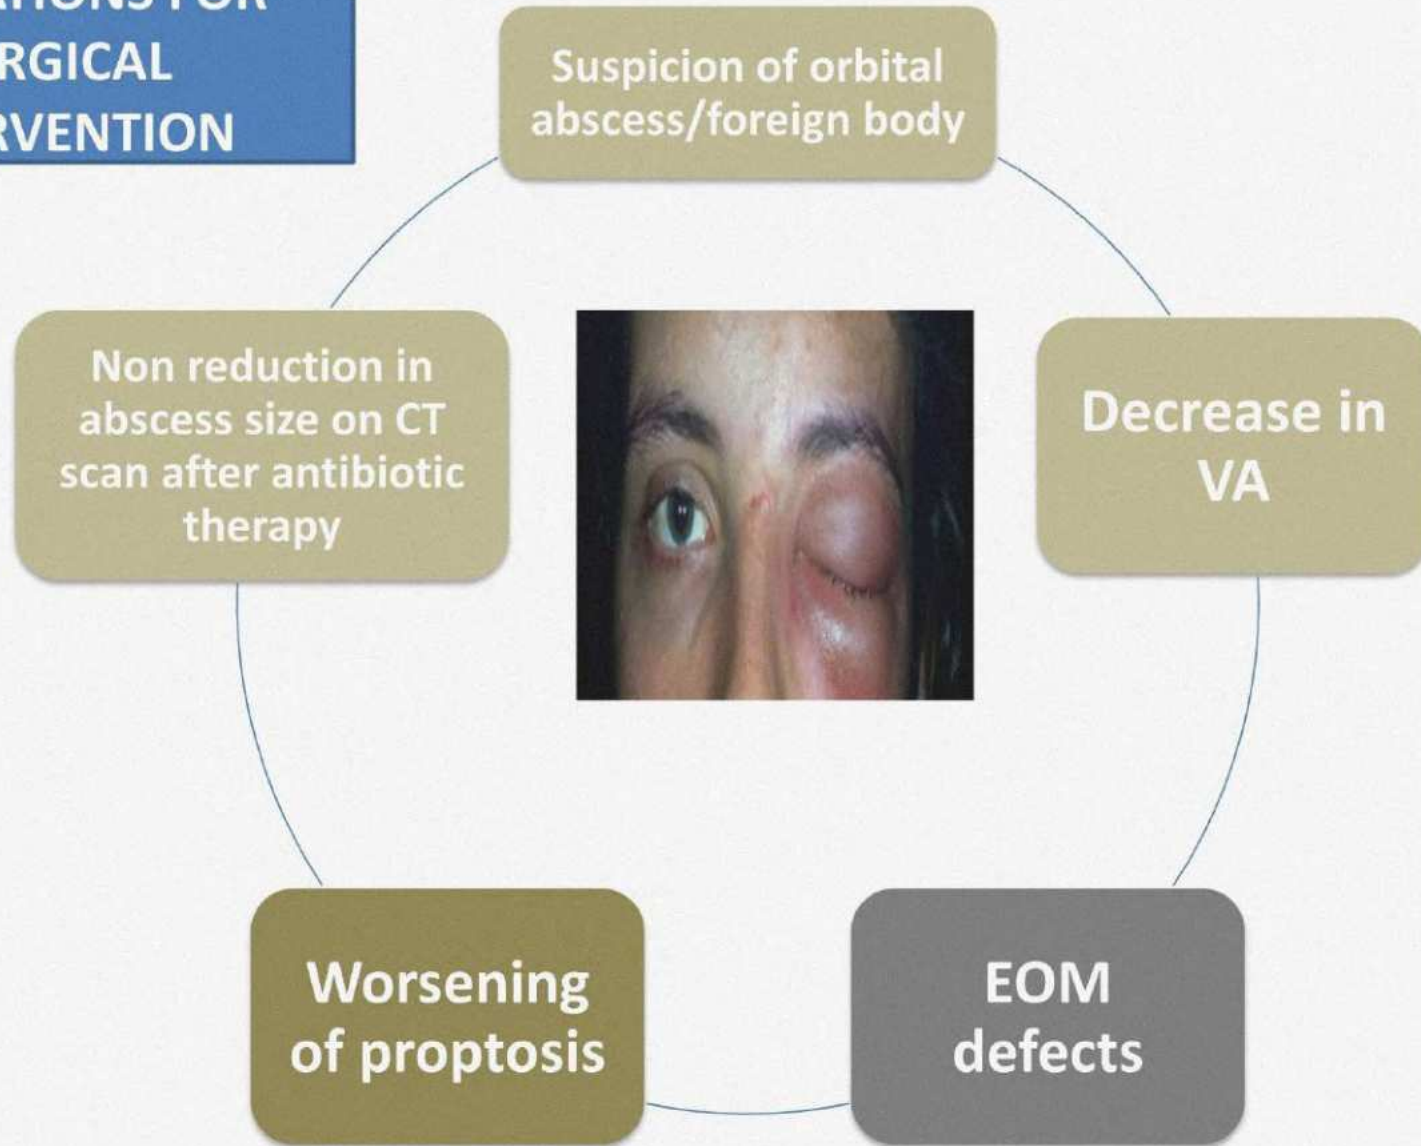 RGICAL
Suspicion of orbital
abscess/foreign body
Non reduction in
abscess size on CT
scan after antibiotic
therapy
Decrease in
VA
Worsening
of proptosis
EOM
defects